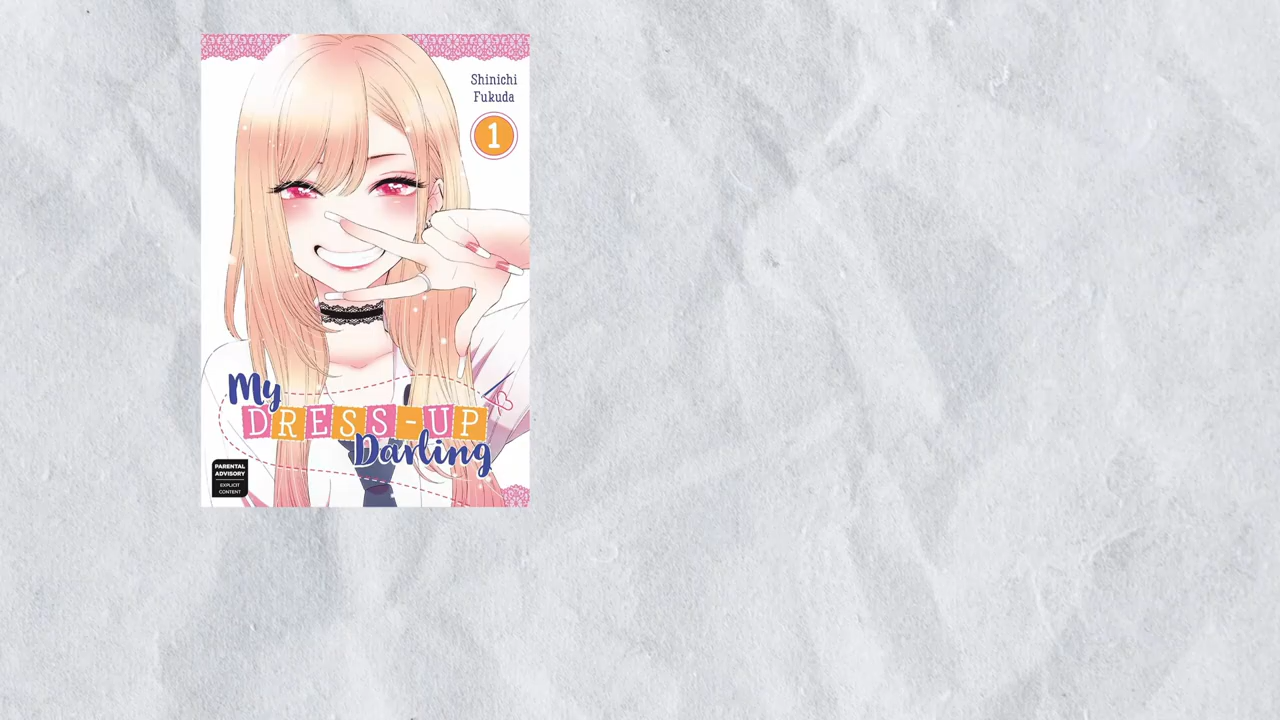 Shinichi
Fukuda
1
My
DRESS-UP
Darling
PARENTAL
ADVISORY
EXPLICIT
CONTENT